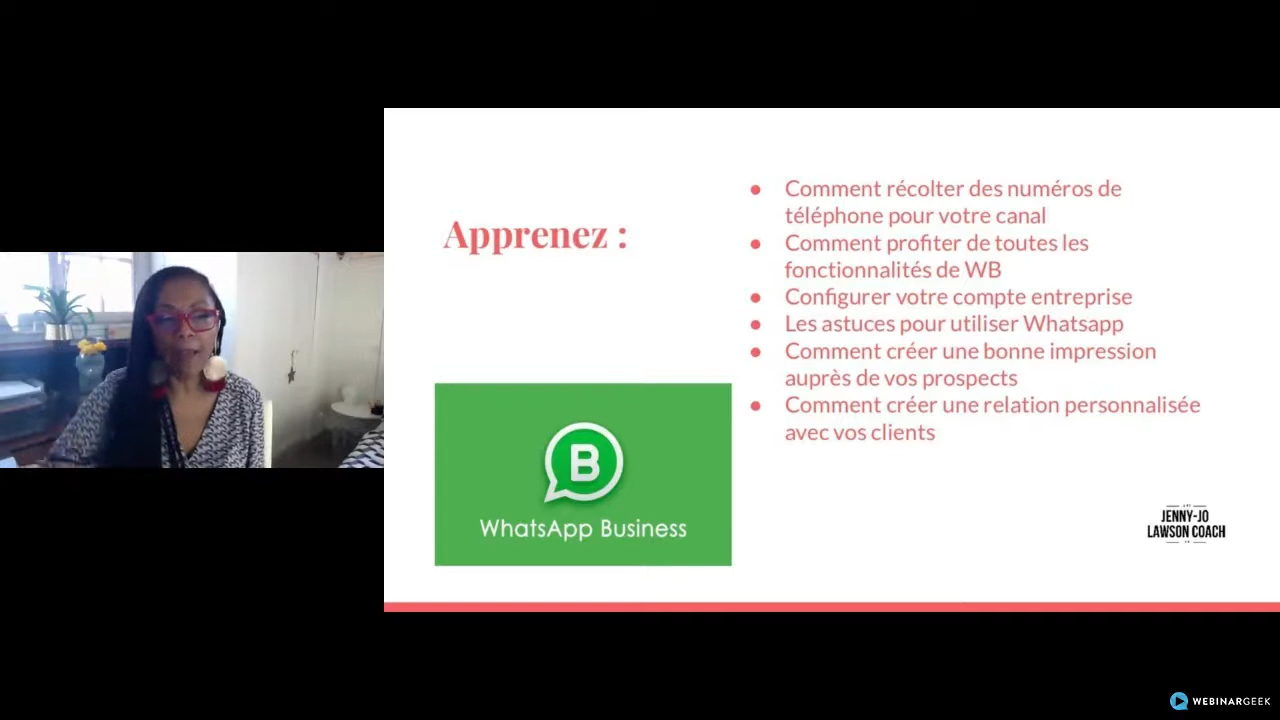 Apprenez :
● Comment récolter des numéros de
téléphone pour votre canal
● Comment profiter de toutes les
fonctionnalités de WB
● Configurer votre compte entreprise
● Les astuces pour utiliser Whatsapp
● Comment créer une bonne impression
auprès de vos prospects
● Comment créer une relation personnalisée
avec vos clients
B
WhatsApp Business
JENNY-JO
LAWSON COACH
WEBINARGEEK